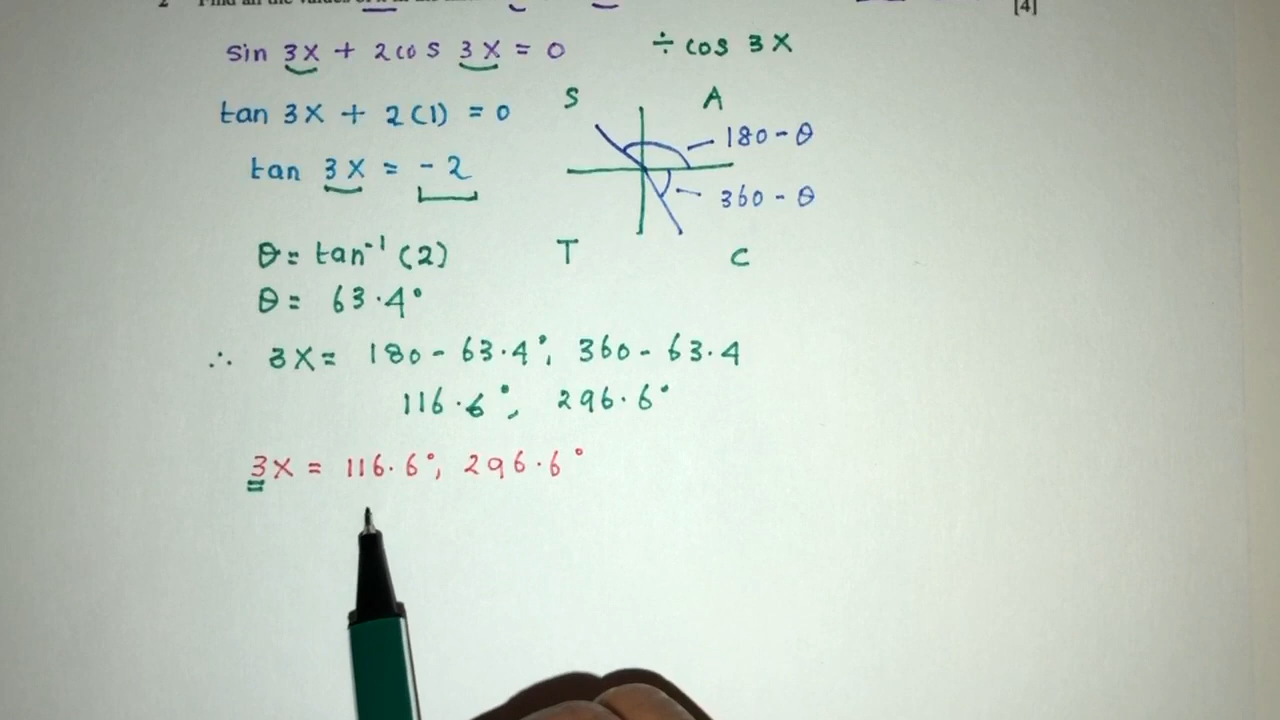 [4]
sin 3x + 2cos 3x = 0 ÷ cos 3x
tan 3x + 2(1) = 0
S A
180 - θ
tan 3x = - 2
360 - θ
θ = tan⁻¹ (2)
T C
θ = 63.4°
∴ 3x = 180 - 63.4°, 360 - 63.4
116.6°, 296.6°
3x = 116.6°, 296.6°